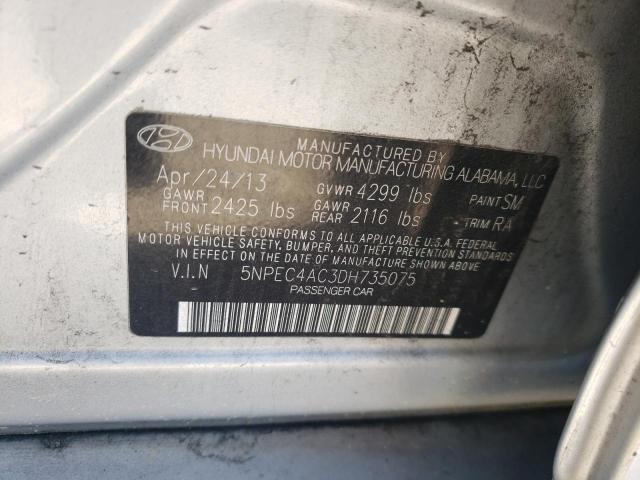 MANUFACTURED BY
HYUNDAI MOTOR MANUFACTURING ALABAMA, LLC
Apr/24/13 GVWR 4299 lbs PAINT SM
GAWR FRONT 2425 lbs GAWR REAR 2116 lbs TRIM RA
THIS VEHICLE CONFORMS TO ALL APPLICABLE U.S.A. FEDERAL
MOTOR VEHICLE SAFETY, BUMPER, AND THEFT PREVENTION STANDARDS
IN EFFECT ON THE DATE OF MANUFACTURE SHOWN ABOVE.
V.I.N 5NPEC4AC3DH735075
PASSENGER CAR